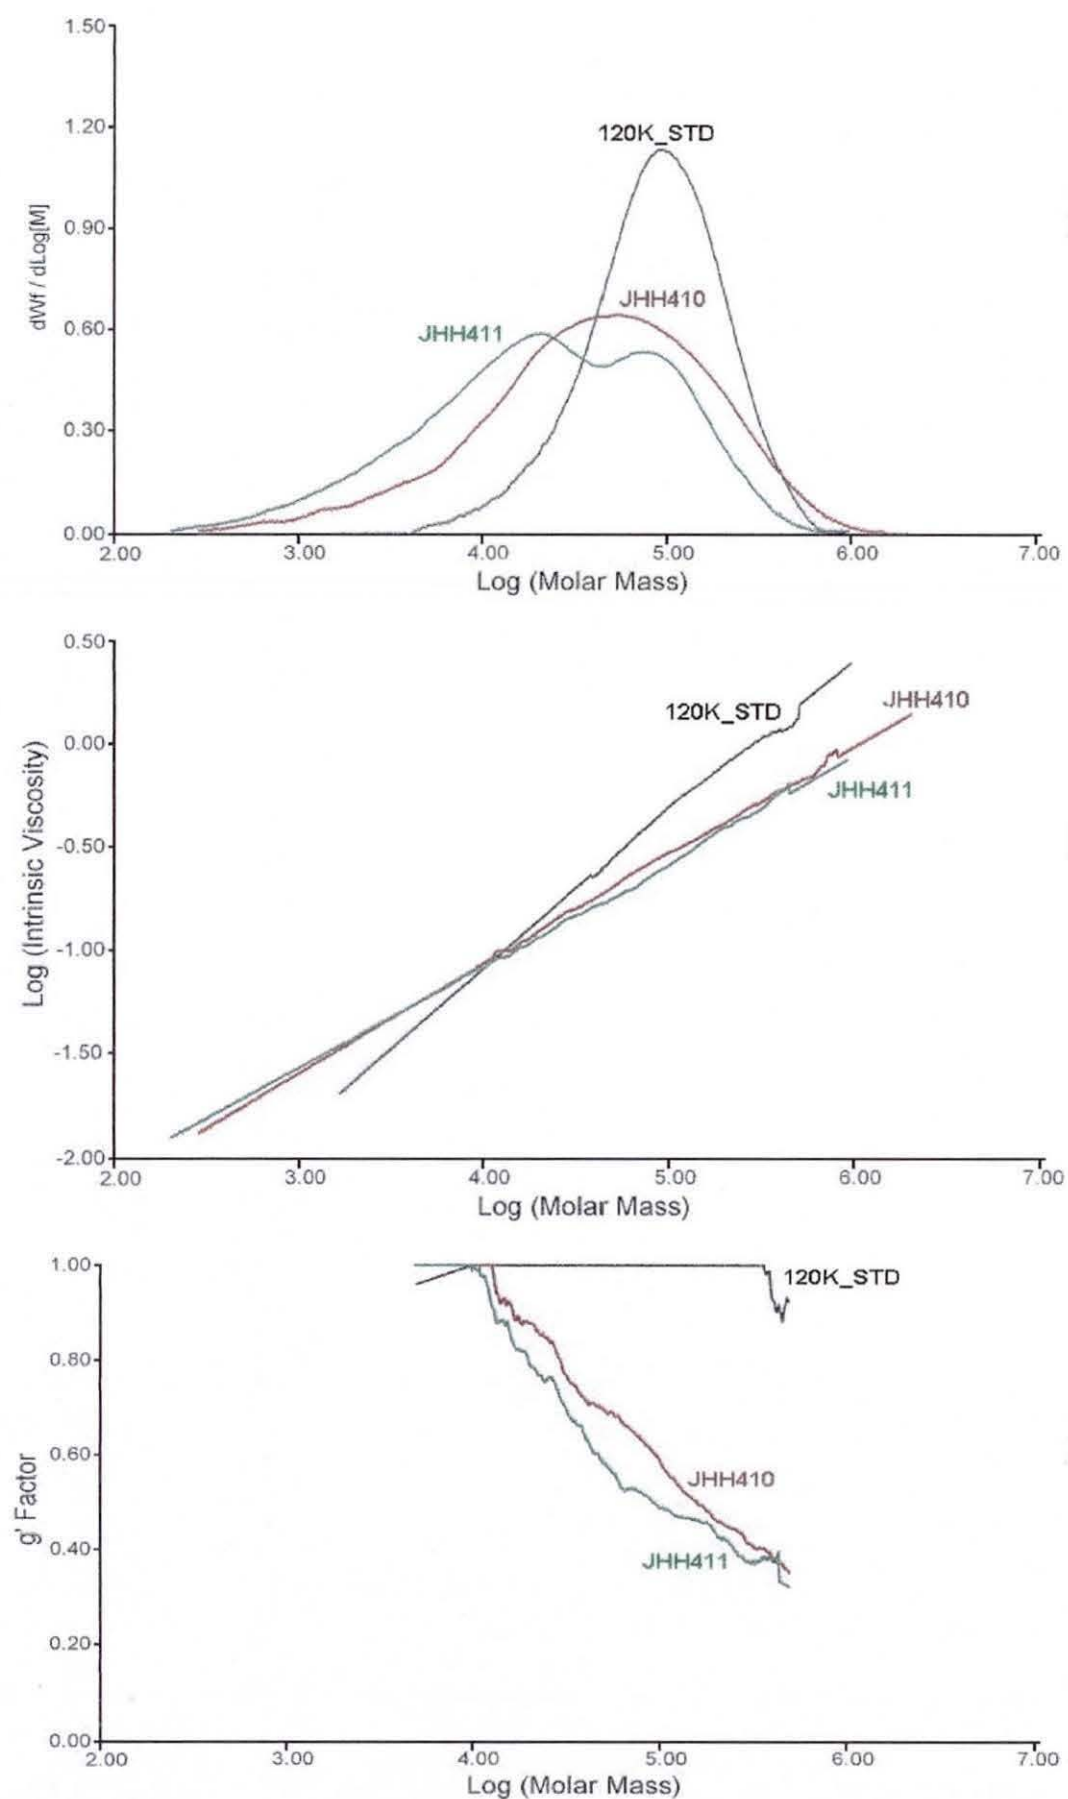 1.50
120K_STD
1.20
0.90
dWf / dLog[M]
JHH410
0.60
JHH411
0.30
0.00
2.00 3.00 4.00 5.00 6.00 7.00
Log (Molar Mass)
0.50
120K_STD
JHH410
0.00
JHH411
-0.50
Log (Intrinsic Viscosity)
-1.00
-1.50
-2.00
2.00 3.00 4.00 5.00 6.00 7.00
Log (Molar Mass)
1.00
120K_STD
0.80
0.60
g' Factor
JHH410
0.40
JHH411
0.20
0.00
2.00 3.00 4.00 5.00 6.00 7.00
Log (Molar Mass)